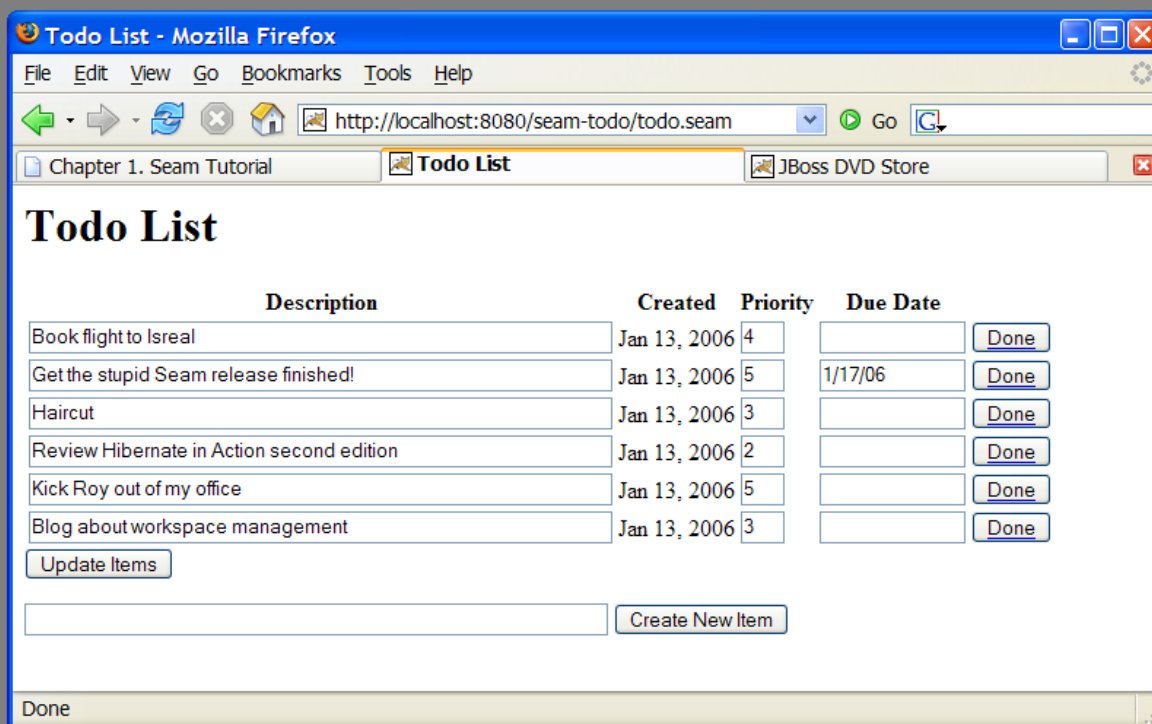 Todo List - Mozilla Firefox
File Edit View Go Bookmarks Tools Help
http://localhost:8080/seam-todo/todo.seam Go G
Chapter 1. Seam Tutorial Todo List JBoss DVD Store
Todo List
Description Created Priority Due Date
Book flight to Isreal Jan 13, 2006 4 Done
Get the stupid Seam release finished! Jan 13, 2006 5 1/17/06 Done
Haircut Jan 13, 2006 3 Done
Review Hibernate in Action second edition Jan 13, 2006 2 Done
Kick Roy out of my office Jan 13, 2006 5 Done
Blog about workspace management Jan 13, 2006 3 Done
Update Items
Create New Item
Done